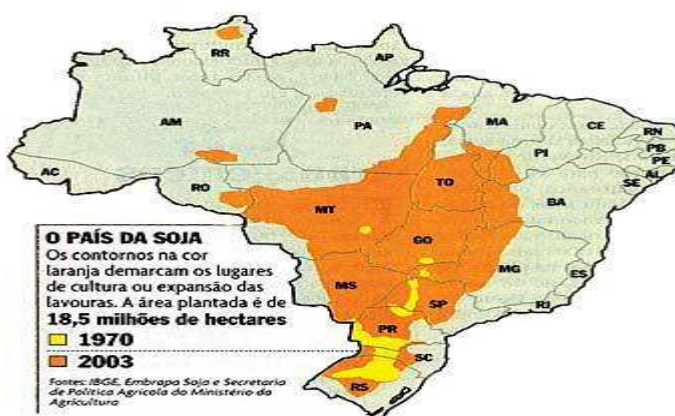 RR
AP
AM
PA
MA
CE
RN
PB
PE
AL
SE
PI
AC
RO
TO
BA
MT
GO
MG
ES
MS
SP
RJ
PR
SC
RS
O PAÍS DA SOJA
Os contornos na cor
laranja demarcam os lugares
de cultura ou expansão das
lavouras. A área plantada é de
18,5 milhões de hectares
1970
2003
Fontes: IBGE, Embrapa Soja e Secretaria
de Política Agrícola do Ministério da
Agricultura